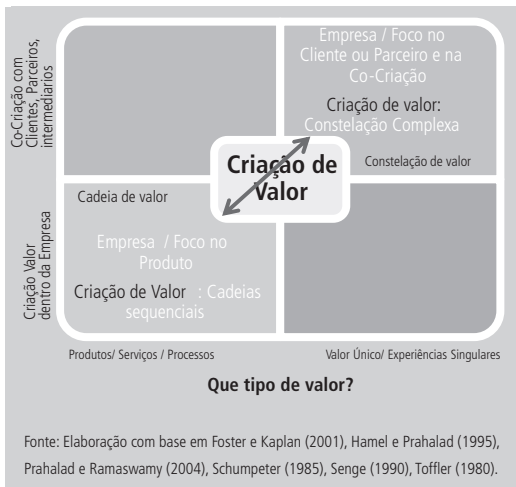 Co-Criação com
Clientes, Parceiros,
intermediarios
Empresa / Foco no
Cliente ou Parceiro e na
Co-Criação
Criação de valor:
Constelação Complexa
Constelação de valor
Criação de
Valor
Criação Valor
dentro da Empresa
Cadeia de valor
Empresa / Foco no
Produto
Criação de Valor : Cadeias
sequenciais
Produtos/ Serviços / Processos
Valor Único/ Experiências Singulares
Que tipo de valor?
Fonte: Elaboração com base em Foster e Kaplan (2001), Hamel e Prahalad (1995),
Prahalad e Ramaswamy (2004), Schumpeter (1985), Senge (1990), Toffler (1980).